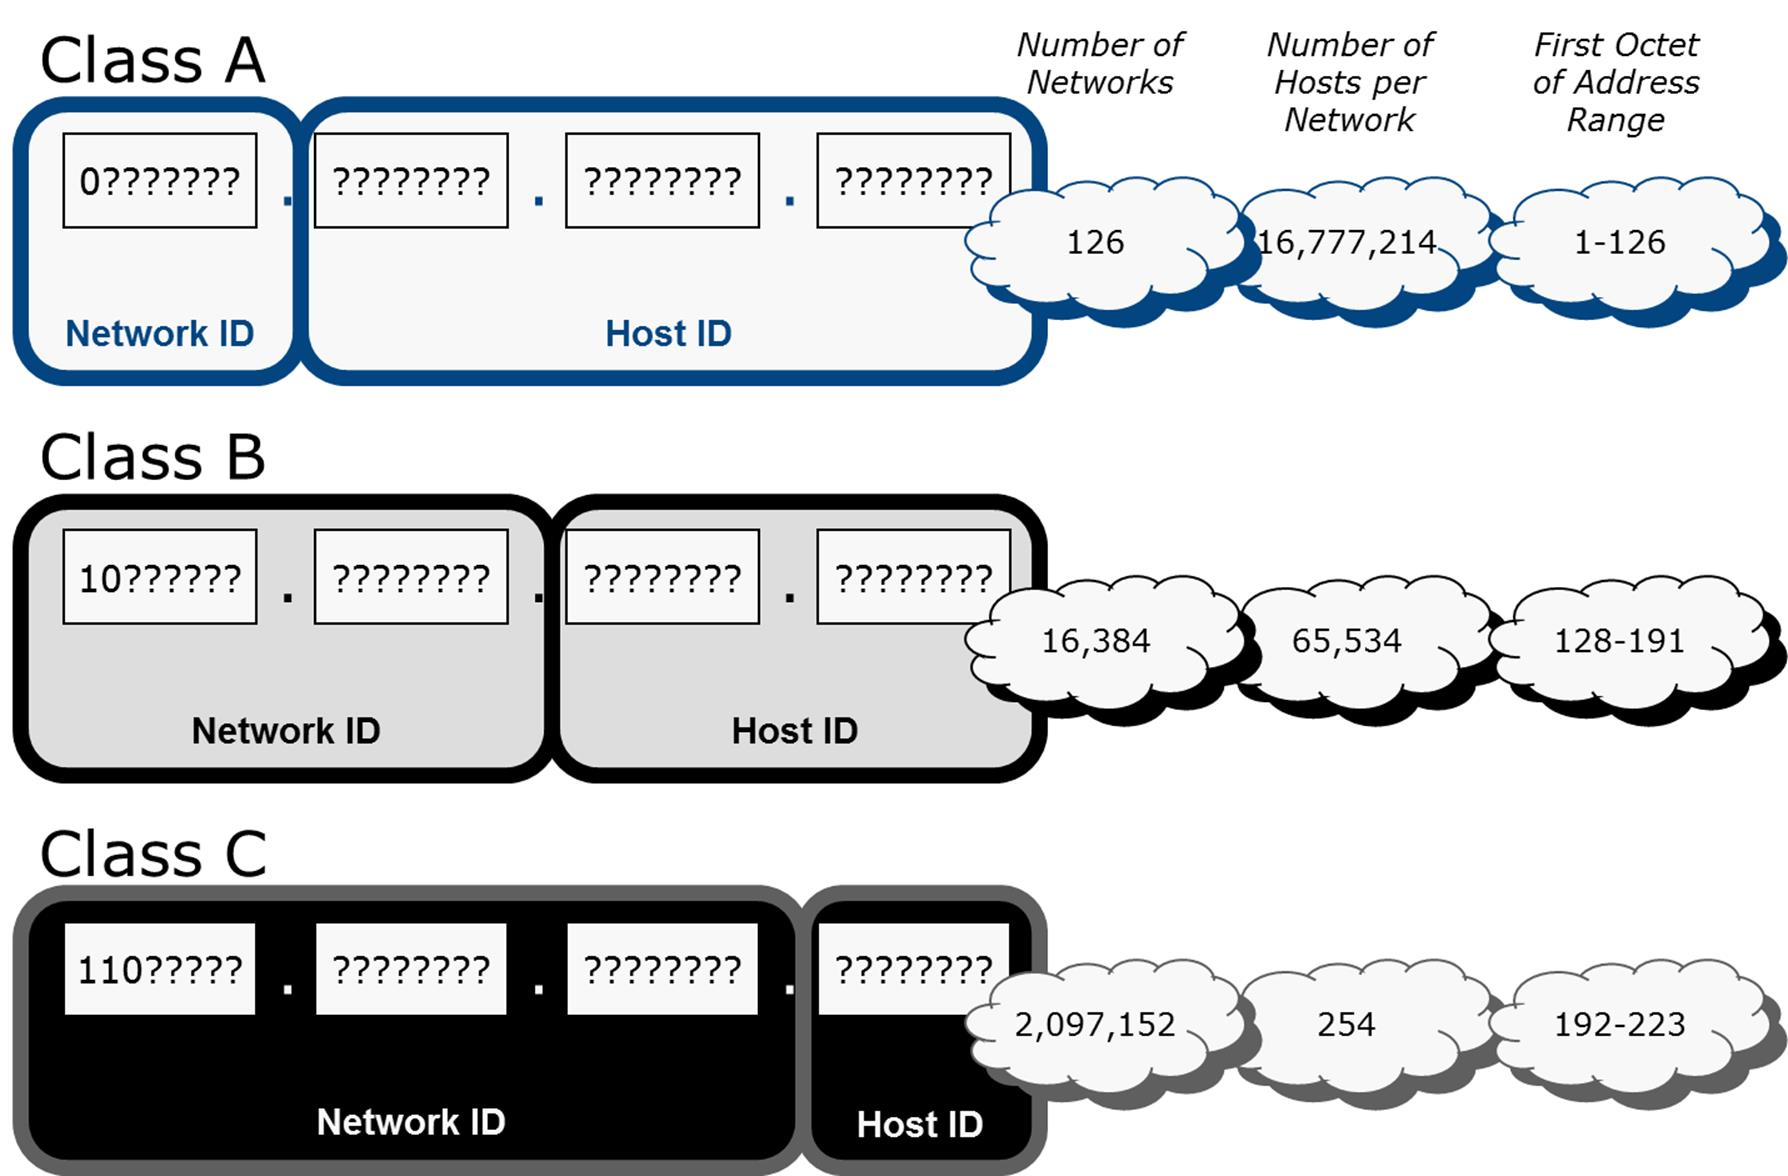 Class A
Number of
Networks
Number of
Hosts per
Network
First Octet
of Address
Range
0??????? . ???????? . ???????? . ????????
126
16,777,214
1-126
Network ID
Host ID
Class B
10?????? . ???????? . ???????? . ????????
16,384
65,534
128-191
Network ID
Host ID
Class C
110????? . ???????? . ???????? . ????????
2,097,152
254
192-223
Network ID
Host ID